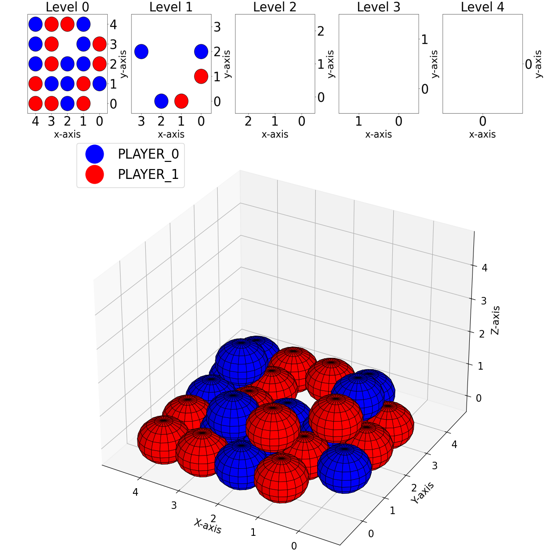 Level 0
Level 1
Level 2
Level 3
Level 4
4
3
2
1
0
y-axis
4 3 2 1 0
x-axis
3
2
1
0
y-axis
3 2 1 0
x-axis
2
1
0
y-axis
2 1 0
x-axis
1
0
y-axis
1 0
x-axis
0
y-axis
0
x-axis
PLAYER_0
PLAYER_1
4
3
2
1
0
Z-axis
4
3
2
1
0
X-axis
0
1
2
3
4
Y-axis